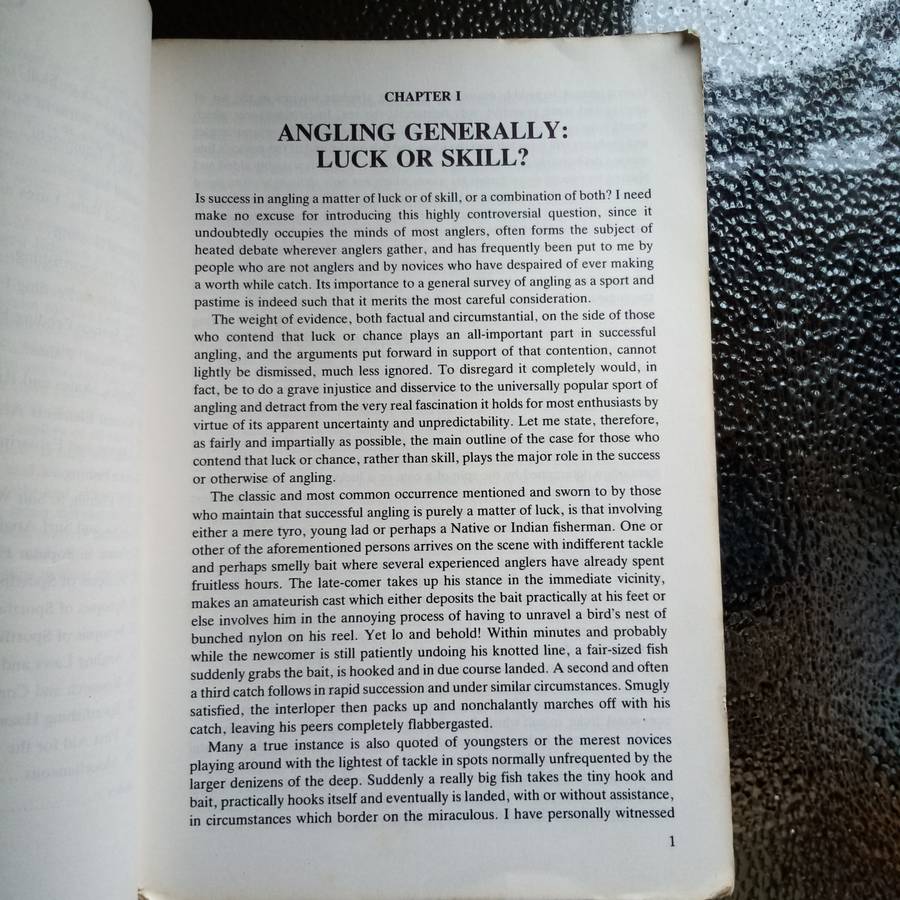 CHAPTER I
ANGLING GENERALLY:
LUCK OR SKILL?
Is success in angling a matter of luck or of skill, or a combination of both? I need
make no excuse for introducing this highly controversial question, since it
undoubtedly occupies the minds of most anglers, often forms the subject of
heated debate wherever anglers gather, and has frequently been put to me by
people who are not anglers and by novices who have despaired of ever making
a worth while catch. Its importance to a general survey of angling as a sport and
pastime is indeed such that it merits the most careful consideration.
The weight of evidence, both factual and circumstantial, on the side of those
who contend that luck or chance plays an all-important part in successful
angling, and the arguments put forward in support of that contention, cannot
lightly be dismissed, much less ignored. To disregard it completely would, in
fact, be to do a grave injustice and disservice to the universally popular sport of
angling and detract from the very real fascination it holds for most enthusiasts by
virtue of its apparent uncertainty and unpredictability. Let me state, therefore,
as fairly and impartially as possible, the main outline of the case for those who
contend that luck or chance, rather than skill, plays the major role in the success
or otherwise of angling.
The classic and most common occurrence mentioned and sworn to by those
who maintain that successful angling is purely a matter of luck, is that involving
either a mere tyro, young lad or perhaps a Native or Indian fisherman. One or
other of the aforementioned persons arrives on the scene with indifferent tackle
and perhaps smelly bait where several experienced anglers have already spent
fruitless hours. The late-comer takes up his stance in the immediate vicinity,
makes an amateurish cast which either deposits the bait practically at his feet or
else involves him in the annoying process of having to unravel a bird's nest of
bunched nylon on his reel. Yet lo and behold! Within minutes and probably
while the newcomer is still patiently undoing his knotted line, a fair-sized fish
suddenly grabs the bait, is hooked and in due course landed. A second and often
a third catch follows in rapid succession and under similar circumstances. Smugly
satisfied, the interloper then packs up and nonchalantly marches off with his
catch, leaving his peers completely flabbergasted.
Many a true instance is also quoted of youngsters or the merest novices
playing around with the lightest of tackle in spots normally unfrequented by the
larger denizens of the deep. Suddenly a really big fish takes the tiny hook and
bait, practically hooks itself and eventually is landed, with or without assistance,
in circumstances which border on the miraculous. I have personally witnessed
1